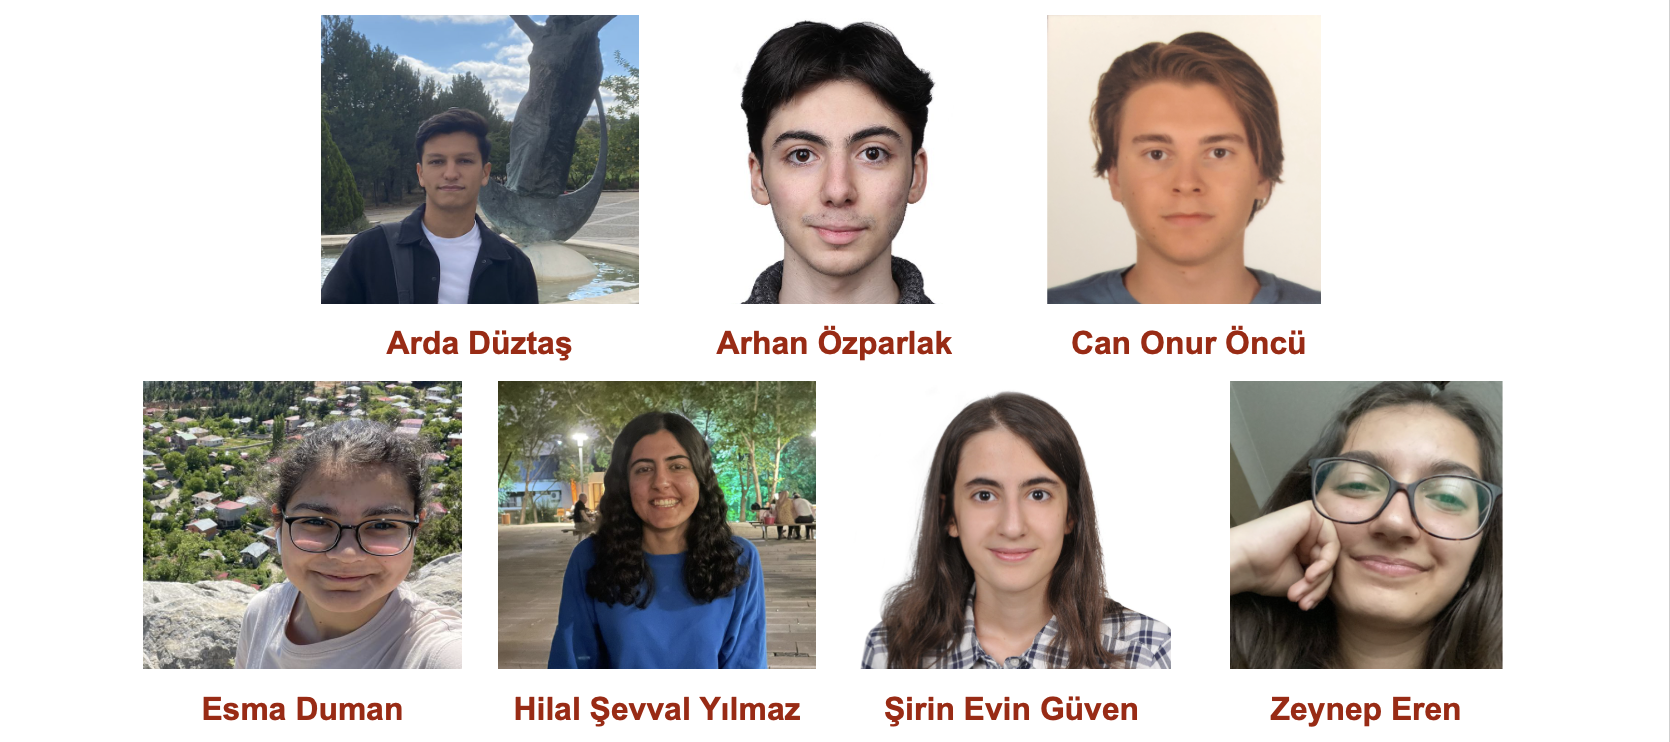 Arda Düztaş
Arhan Özparlak
Can Onur Öncü
Esma Duman
Hilal Şevval Yılmaz
Şirin Evin Güven
Zeynep Eren